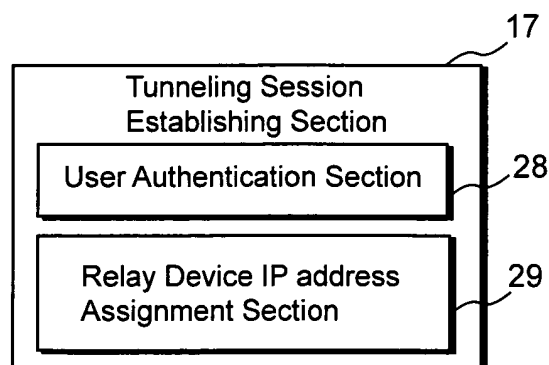 17
Tunneling Session
Establishing Section
User Authentication Section
28
Relay Device IP address
Assignment Section
29